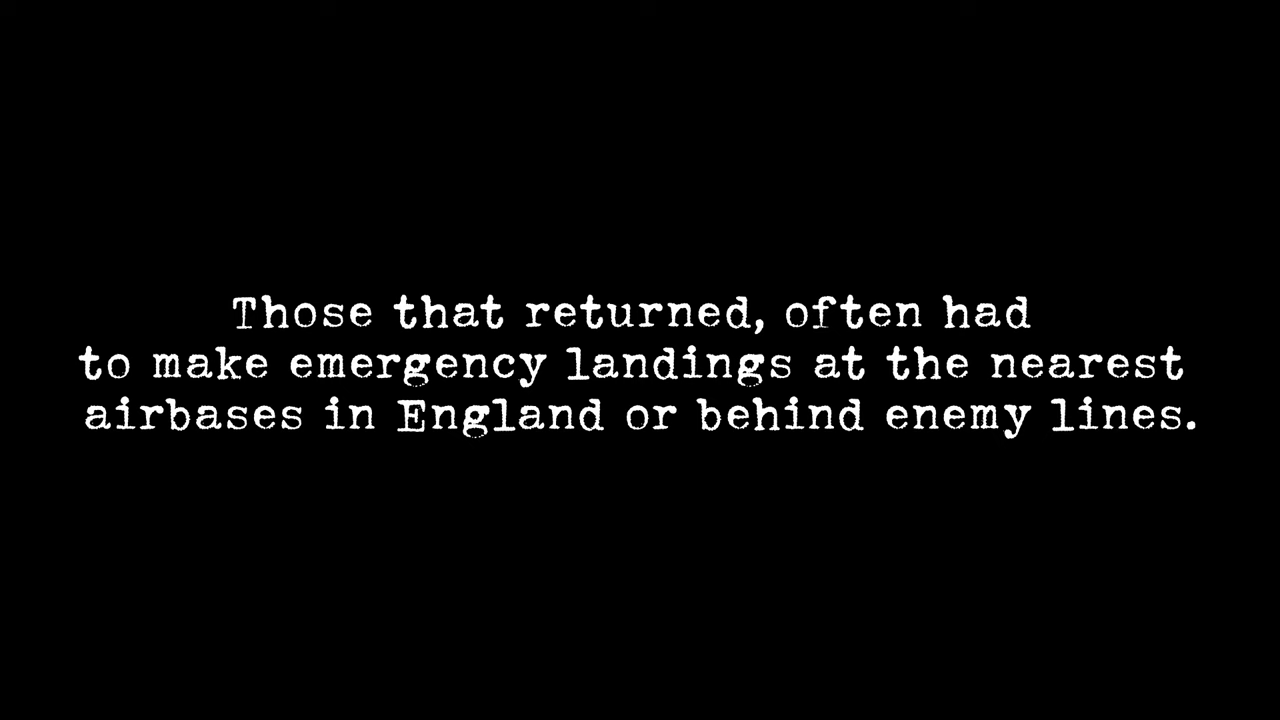 Those that returned, often had
to make emergency landings at the nearest
airbases in England or behind enemy lines.